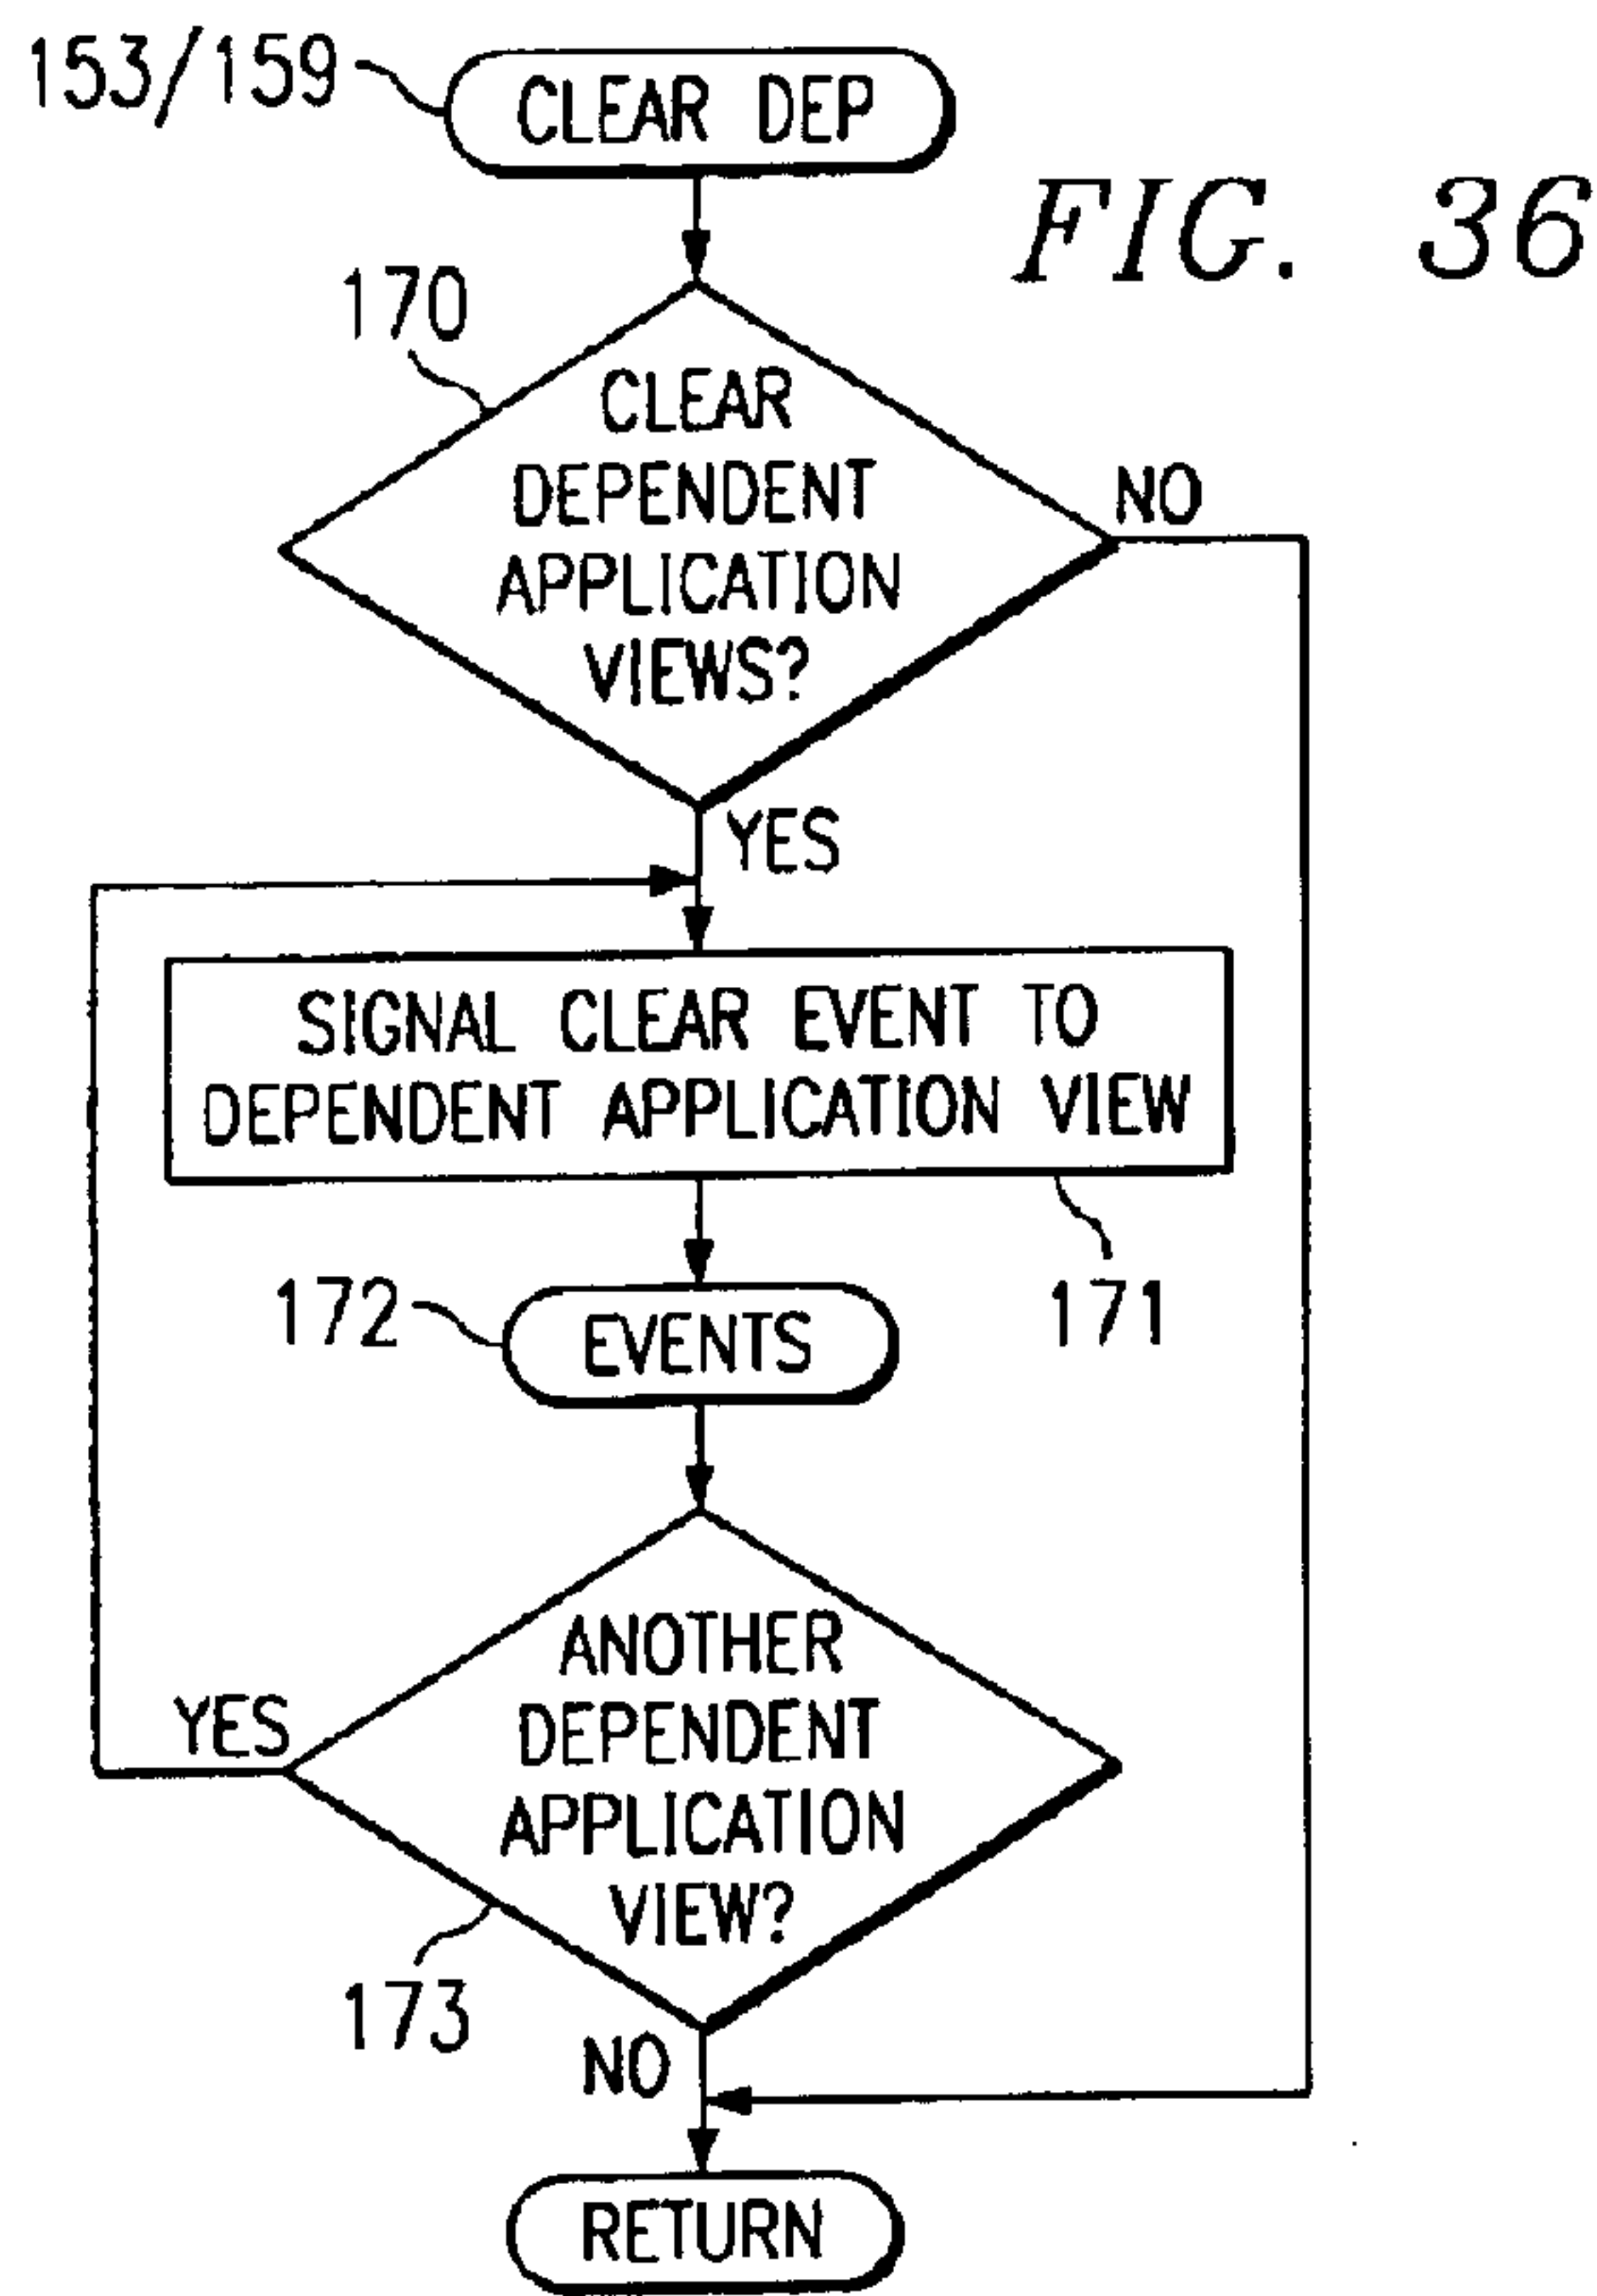 153/159
CLEAR DEP
FIG. 36
170
CLEAR
DEPENDENT
APPLICATION
VIEWS?
NO
YES
SIGNAL CLEAR EVENT TO
DEPENDENT APPLICATION VIEW
171
172
EVENTS
ANOTHER
DEPENDENT
APPLICATION
VIEW?
YES
173
NO
RETURN